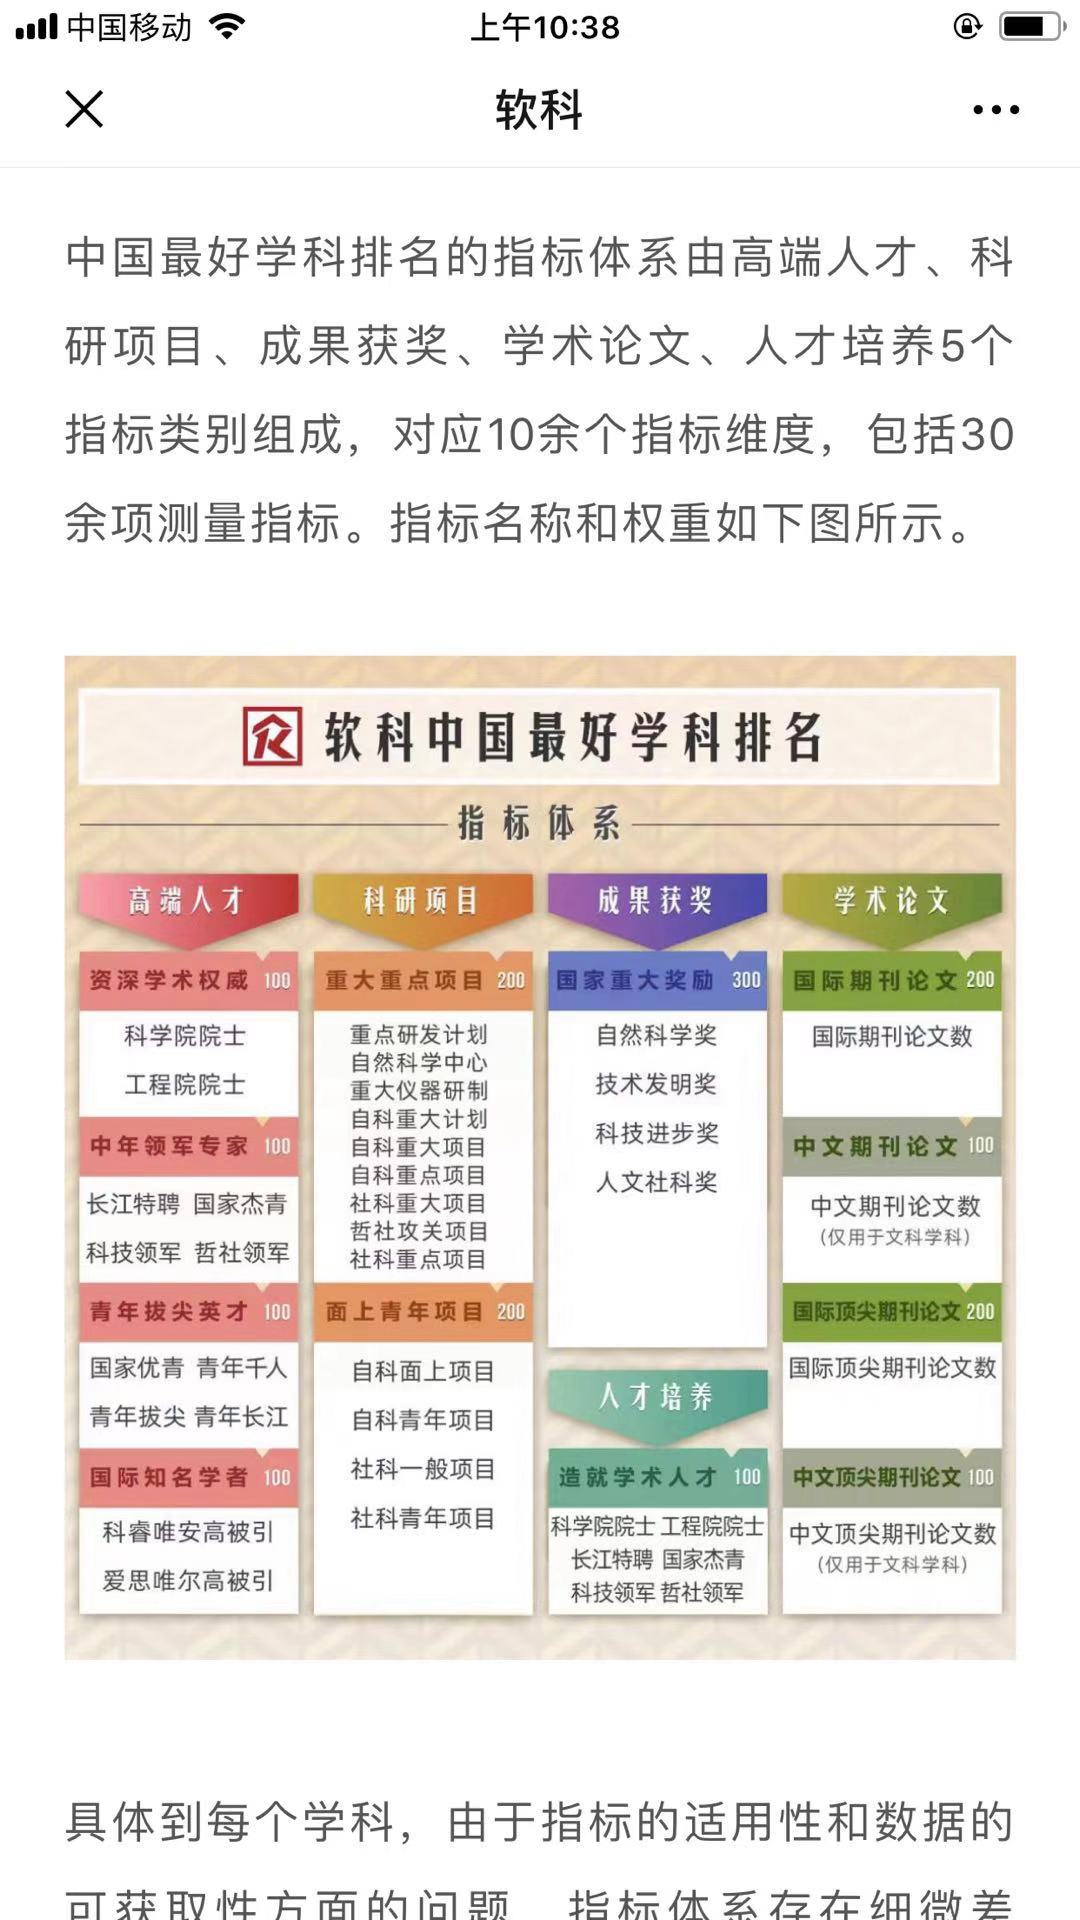 中国移动
上午10:38
软科
中国最好学科排名的指标体系由高端人才、科
研项目、成果获奖、学术论文、人才培养5个
指标类别组成，对应10余个指标维度，包括30
余项测量指标。指标名称和权重如下图所示。
软科中国最好学科排名
指标体系
高端人才
资深学术权威 100
科学院院士
工程院院士
中年领军专家 100
长江特聘 国家杰青
科技领军 哲社领军
青年拔尖英才 100
国家优青 青年千人
青年拔尖 青年长江
国际知名学者 100
科睿唯安高被引
爱思唯尔高被引
科研项目
重大重点项目 200
重点研发计划
自然科学中心
重大仪器研制
自科重大计划
自科重大项目
自科重点项目
社科重大项目
哲社攻关项目
社科重点项目
面上青年项目 200
自科面上项目
自科青年项目
社科一般项目
社科青年项目
成果获奖
国家重大奖励 300
自然科学奖
技术发明奖
科技进步奖
人文社科奖
人才培养
造就学术人才 100
科学院院士 工程院院士
长江特聘 国家杰青
科技领军 哲社领军
学术论文
国际期刊论文 200
国际期刊论文数
中文期刊论文 100
中文期刊论文数
(仅用于文科学科)
国际顶尖期刊论文 200
国际顶尖期刊论文数
中文顶尖期刊论文 100
中文顶尖期刊论文数
(仅用于文科学科)
具体到每个学科，由于指标的适用性和数据的
可获取性方面的问题，指标体系存在细微差